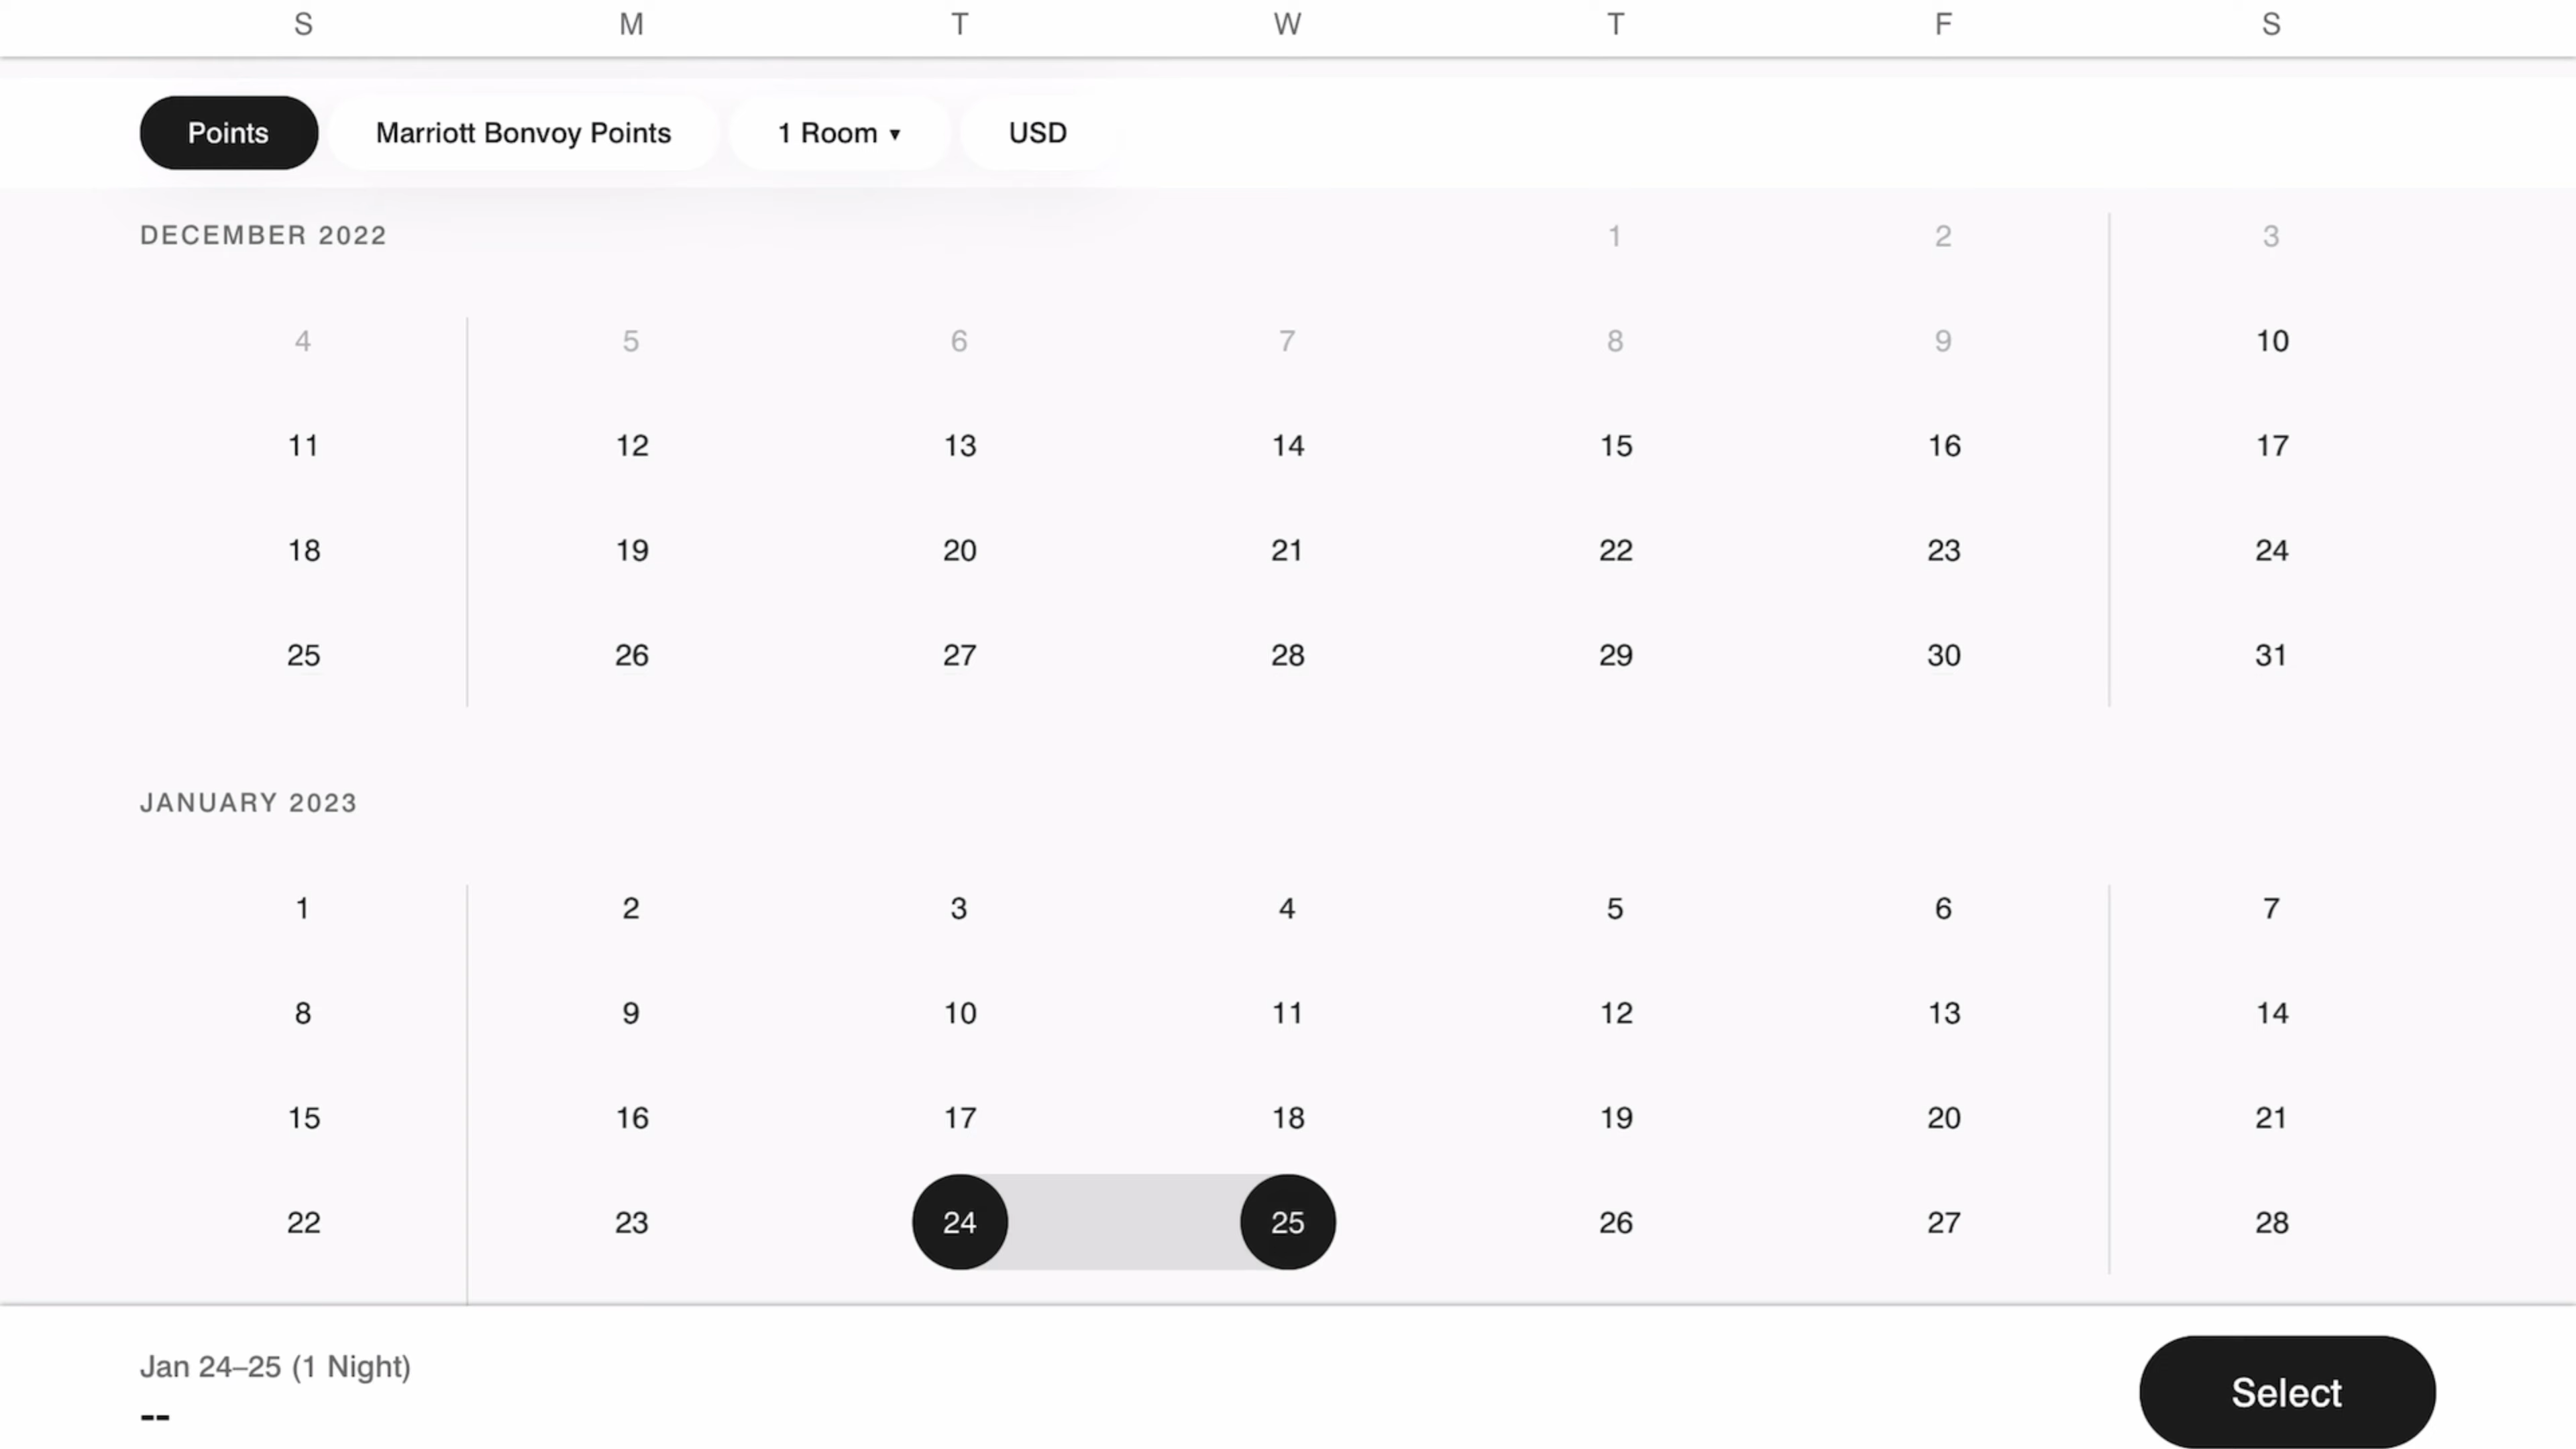 S M T W T F S
Points Marriott Bonvoy Points 1 Room ▾ USD
DECEMBER 2022 1 2 3
4 5 6 7 8 9 10
11 12 13 14 15 16 17
18 19 20 21 22 23 24
25 26 27 28 29 30 31
JANUARY 2023
1 2 3 4 5 6 7
8 9 10 11 12 13 14
15 16 17 18 19 20 21
22 23 24 25 26 27 28
Jan 24–25 (1 Night)
--
Select